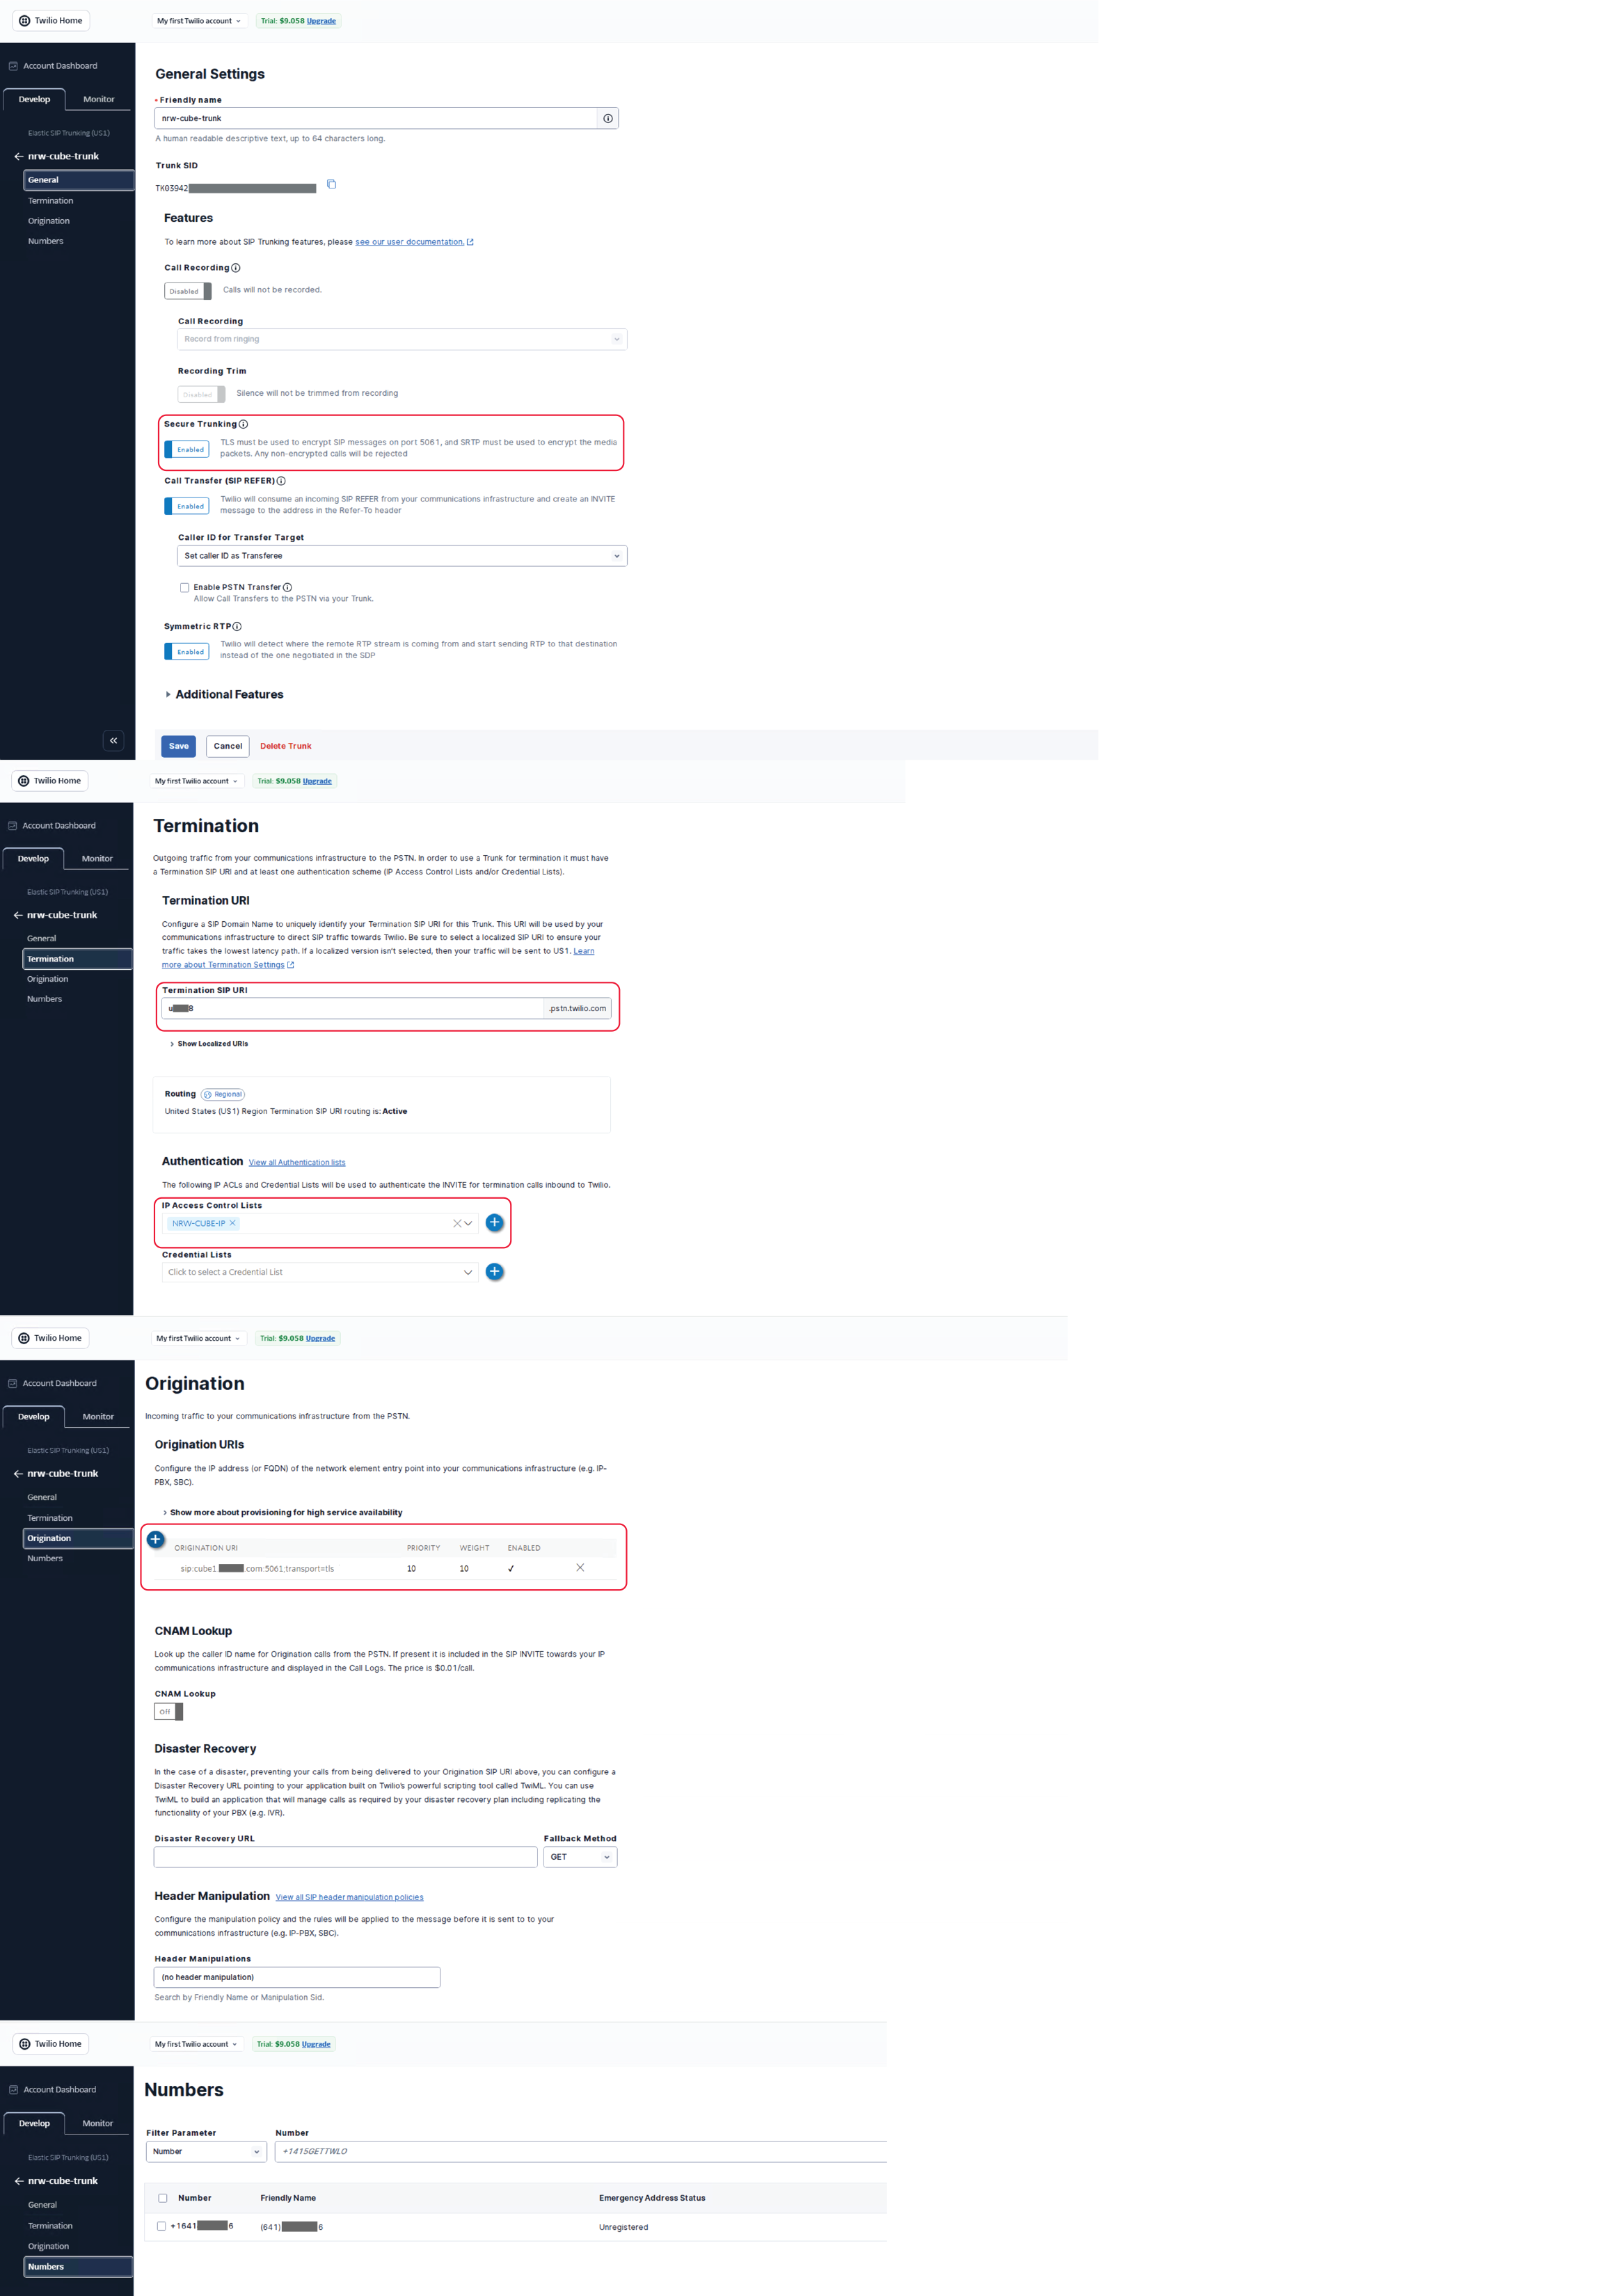 Twilio Home
My first Twilio account
Trial: $9.058 Upgrade
Account Dashboard
Develop
Monitor
Elastic SIP Trunking (US1)
nrw-cube-trunk
General
Termination
Origination
Numbers
General Settings
* Friendly name
nrw-cube-trunk
A human readable descriptive text, up to 64 characters long.
Trunk SID
TK03942
Features
To learn more about SIP Trunking features, please see our user documentation.
Call Recording
Disabled
Calls will not be recorded.
Call Recording
Record from ringing
Recording Trim
Disabled
Silence will not be trimmed from recording
Secure Trunking
Enabled
TLS must be used to encrypt SIP messages on port 5061, and SRTP must be used to encrypt the media
packets. Any non-encrypted calls will be rejected
Call Transfer (SIP REFER)
Enabled
Twilio will consume an incoming SIP REFER from your communications infrastructure and create an INVITE
message to the address in the Refer-To header
Caller ID for Transfer Target
Set caller ID as Transferee
Enable PSTN Transfer
Allow Call Transfers to the PSTN via your Trunk.
Symmetric RTP
Enabled
Twilio will detect where the remote RTP stream is coming from and start sending RTP to that destination
instead of the one negotiated in the SDP
Additional Features
Save
Cancel
Delete Trunk
Twilio Home
My first Twilio account
Trial: $9.058 Upgrade
Account Dashboard
Develop
Monitor
Elastic SIP Trunking (US1)
nrw-cube-trunk
General
Termination
Origination
Numbers
Termination
Outgoing traffic from your communications infrastructure to the PSTN. In order to use a Trunk for termination it must have
a Termination SIP URI and at least one authentication scheme (IP Access Control Lists and/or Credential Lists).
Termination URI
Configure a SIP Domain Name to uniquely identify your Termination SIP URI for this Trunk. This URI will be used by your
communications infrastructure to direct SIP traffic towards Twilio. Be sure to select a localized SIP URI to ensure your
traffic takes the lowest latency path. If a localized version isn't selected, then your traffic will be sent to US1. Learn
more about Termination Settings
Termination SIP URI
u 8
.pstn.twilio.com
Show Localized URIs
Routing
Regional
United States (US1) Region Termination SIP URI routing is: Active
Authentication
View all Authentication lists
The following IP ACLs and Credential Lists will be used to authenticate the INVITE for termination calls inbound to Twilio.
IP Access Control Lists
NRW-CUBE-IP
Credential Lists
Click to select a Credential List
Twilio Home
My first Twilio account
Trial: $9.058 Upgrade
Account Dashboard
Develop
Monitor
Elastic SIP Trunking (US1)
nrw-cube-trunk
General
Termination
Origination
Numbers
Origination
Incoming traffic to your communications infrastructure from the PSTN.
Origination URIs
Configure the IP address (or FQDN) of the network element entry point into your communications infrastructure (e.g. IP-
PBX, SBC).
Show more about provisioning for high service availability
ORIGINATION URI
PRIORITY
WEIGHT
ENABLED
sip:cube1. .com:5061;transport=tls
10
10
CNAM Lookup
Look up the caller ID name for Origination calls from the PSTN. If present it is included in the SIP INVITE towards your IP
communications infrastructure and displayed in the Call Logs. The price is $0.01/call.
CNAM Lookup
Off
Disaster Recovery
In the case of a disaster, preventing your calls from being delivered to your Origination SIP URI above, you can configure a
Disaster Recovery URL pointing to your application built on Twilio's powerful scripting tool called TwiML. You can use
TwiML to build an application that will manage calls as required by your disaster recovery plan including replicating the
functionality of your PBX (e.g. IVR).
Disaster Recovery URL
Fallback Method
GET
Header Manipulation
View all SIP header manipulation policies
Configure the manipulation policy and the rules will be applied to the message before it is sent to to your
communications infrastructure (e.g. IP-PBX, SBC).
Header Manipulations
(no header manipulation)
Search by Friendly Name or Manipulation Sid.
Twilio Home
My first Twilio account
Trial: $9.058 Upgrade
Account Dashboard
Develop
Monitor
Elastic SIP Trunking (US1)
nrw-cube-trunk
General
Termination
Origination
Numbers
Numbers
Filter Parameter
Number
Number
+1415GETTWLO
Number
Friendly Name
Emergency Address Status
+1641 6
(641) 6
Unregistered